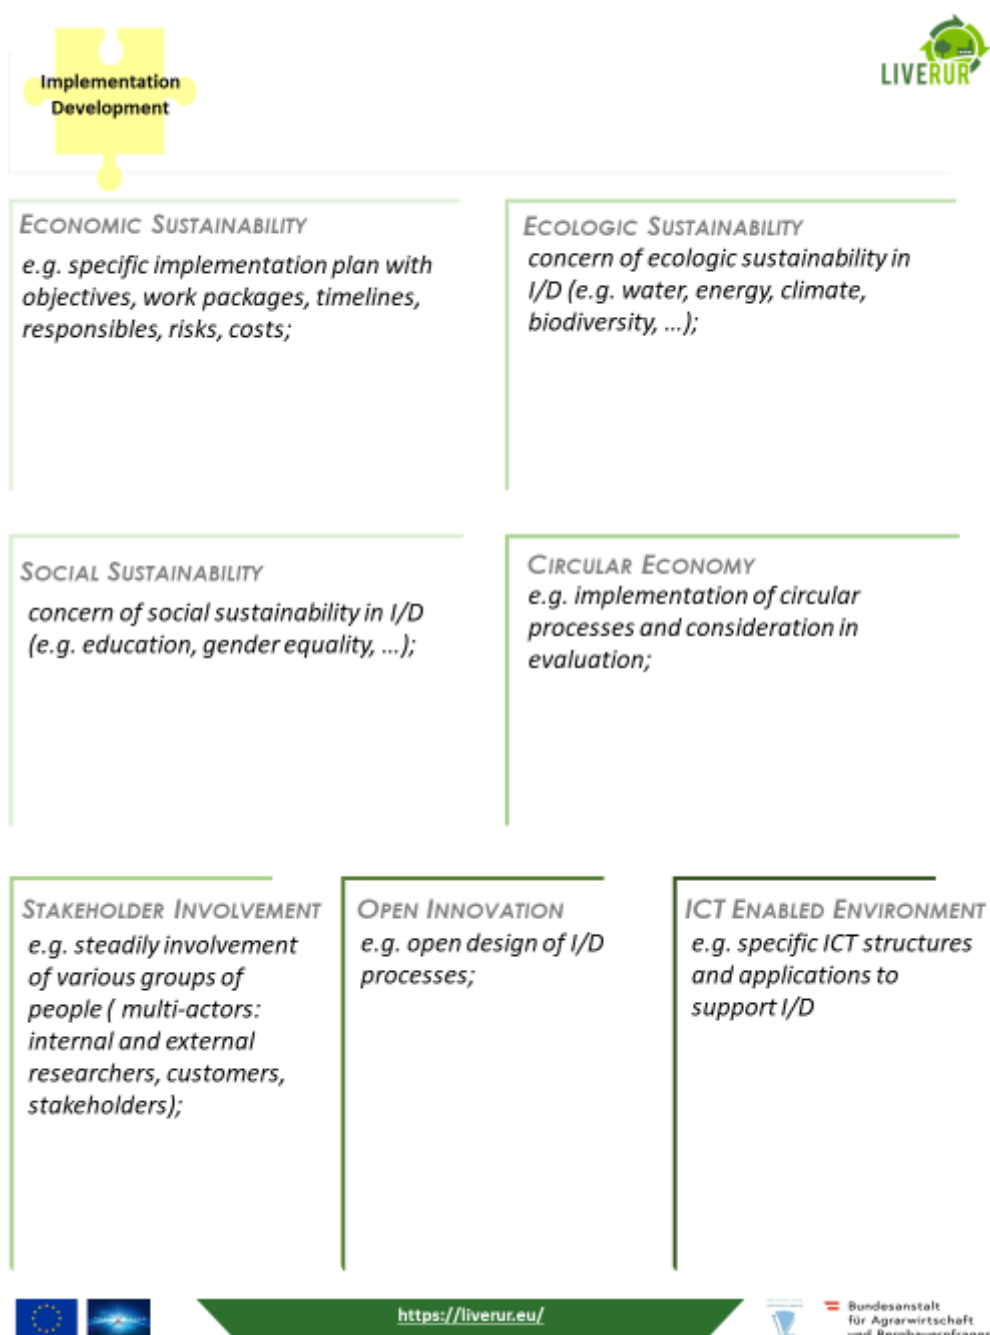 Implementation
Development
LIVERUR
ECONOMIC SUSTAINABILITY
e.g. specific implementation plan with
objectives, work packages, timelines,
responsibles, risks, costs;
ECOLOGIC SUSTAINABILITY
concern of ecologic sustainability in
I/D (e.g. water, energy, climate,
biodiversity, ...);
SOCIAL SUSTAINABILITY
concern of social sustainability in I/D
(e.g. education, gender equality, ...);
CIRCULAR ECONOMY
e.g. implementation of circular
processes and consideration in
evaluation;
STAKEHOLDER INVOLVEMENT
e.g. steadily involvement
of various groups of
people ( multi-actors:
internal and external
researchers, customers,
stakeholders);
OPEN INNOVATION
e.g. open design of I/D
processes;
ICT ENABLED ENVIRONMENT
e.g. specific ICT structures
and applications to
support I/D
https://liverur.eu/
Bundesanstalt
für Agrarwirtschaft
und Bergbauernfragen